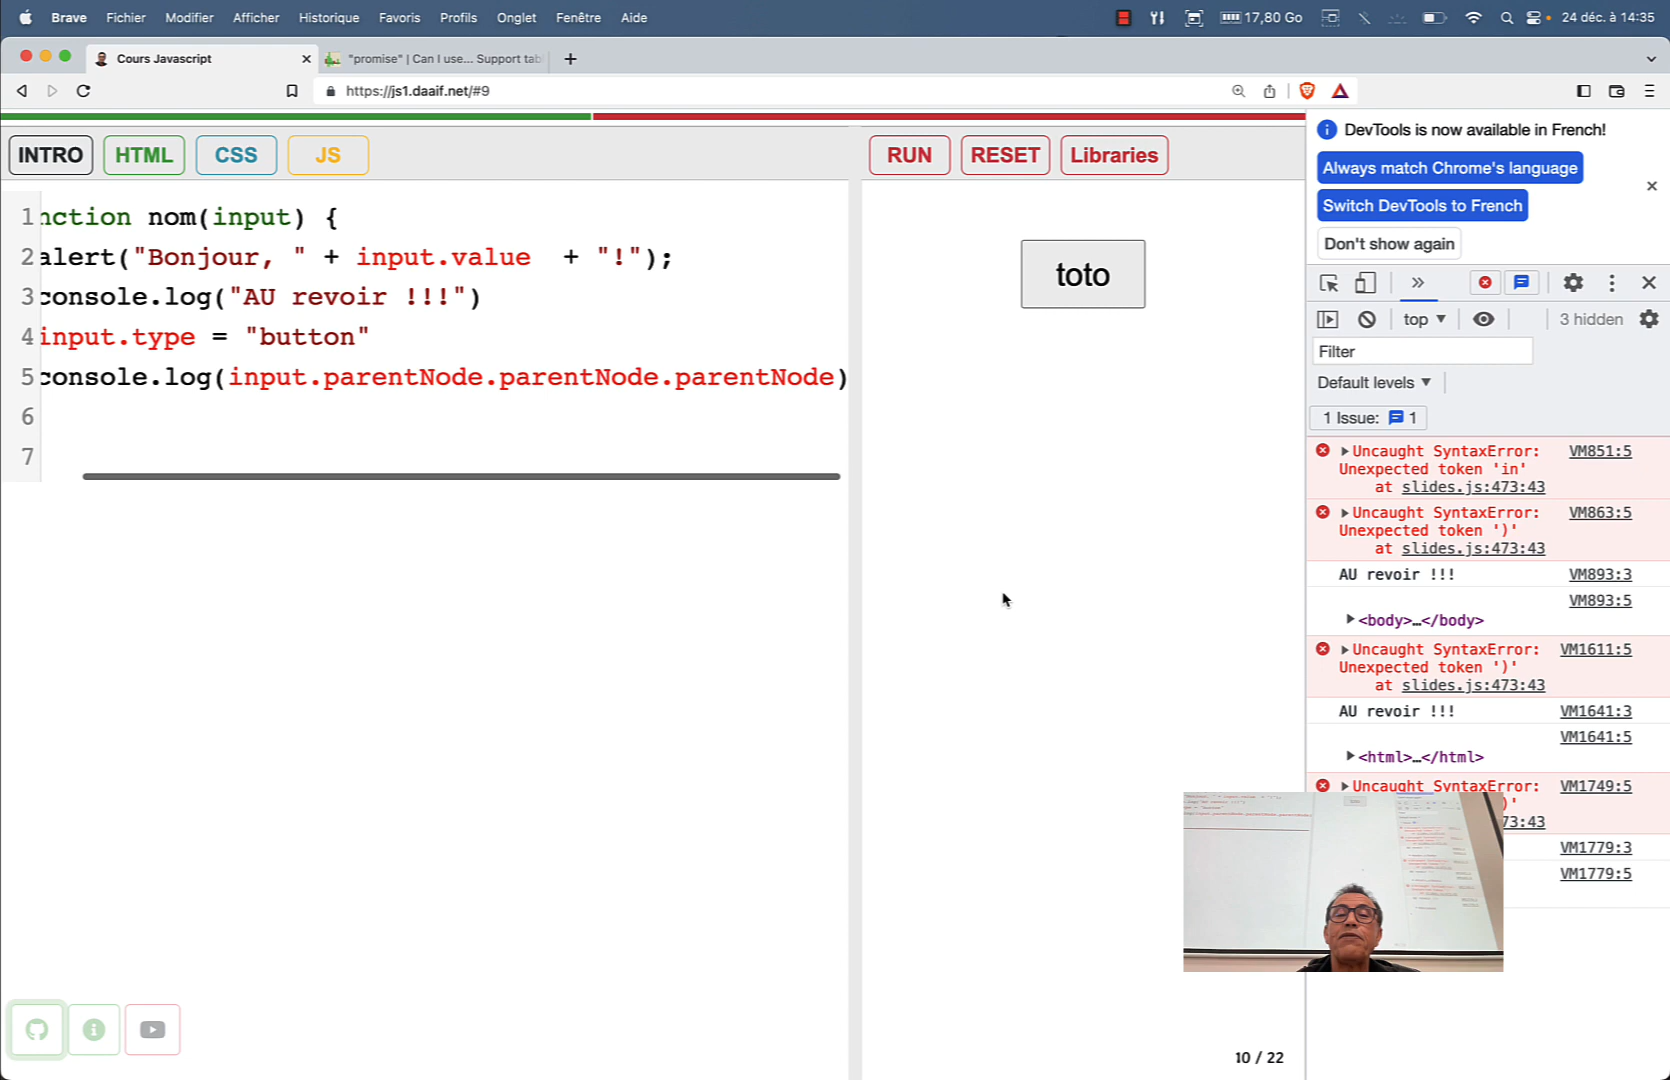 Brave Fichier Modifier Afficher Historique Favoris Profils Onglet Fenêtre Aide 17,80 Go 24 déc. à 14:35
Cours Javascript
"promise" | Can I use... Support tab
https://js1.daaif.net/#9
INTRO HTML CSS JS
RUN RESET Libraries
1 nction nom(input) {
2 alert("Bonjour, " + input.value + "!");
3 console.log("AU revoir !!!")
4 input.type = "button"
5 console.log(input.parentNode.parentNode.parentNode)
6
7
toto
10 / 22
DevTools is now available in French!
Always match Chrome's language
Switch DevTools to French
Don't show again
top 3 hidden
Filter
Default levels
1 Issue: 1
Uncaught SyntaxError: VM851:5
Unexpected token 'in'
at slides.js:473:43
Uncaught SyntaxError: VM863:5
Unexpected token ')'
at slides.js:473:43
AU revoir !!! VM893:3
VM893:5
<body>…</body>
Uncaught SyntaxError: VM1611:5
Unexpected token ')'
at slides.js:473:43
AU revoir !!! VM1641:3
VM1641:5
<html>…</html>
Uncaught SyntaxError: VM1749:5
)'
73:43
VM1779:3
VM1779:5